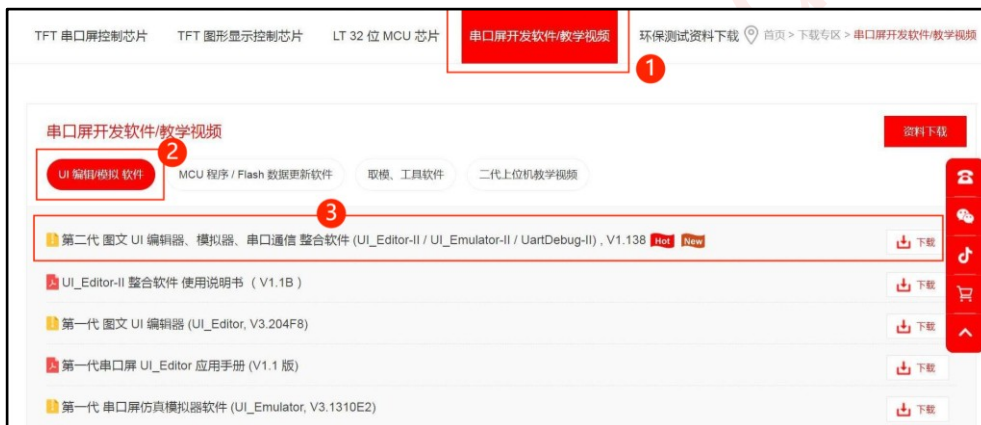 TFT 串口屏控制芯片 TFT 图形显示控制芯片 LT 32 位 MCU 芯片 串口屏开发软件/教学视频 环保测试资料下载 首页 > 下载专区 > 串口屏开发软件/教学视频
1
串口屏开发软件/教学视频 资料下载
2
UI 编辑/模拟 软件 MCU 程序 / Flash 数据更新软件 取模、工具软件 二代上位机教学视频
3
第二代 图文 UI 编辑器、模拟器、串口通信 整合软件 (UI_Editor-II / UI_Emulator-II / UartDebug-II) , V1.138 Hot New 下载
UI_Editor-II 整合软件 使用说明书 ( V1.1B ) 下载
第一代 图文 UI 编辑器 (UI_Editor, V3.204F8) 下载
第一代串口屏 UI_Editor 应用手册 (V1.1 版) 下载
第一代 串口屏仿真模拟器软件 (UI_Emulator, V3.1310E2) 下载